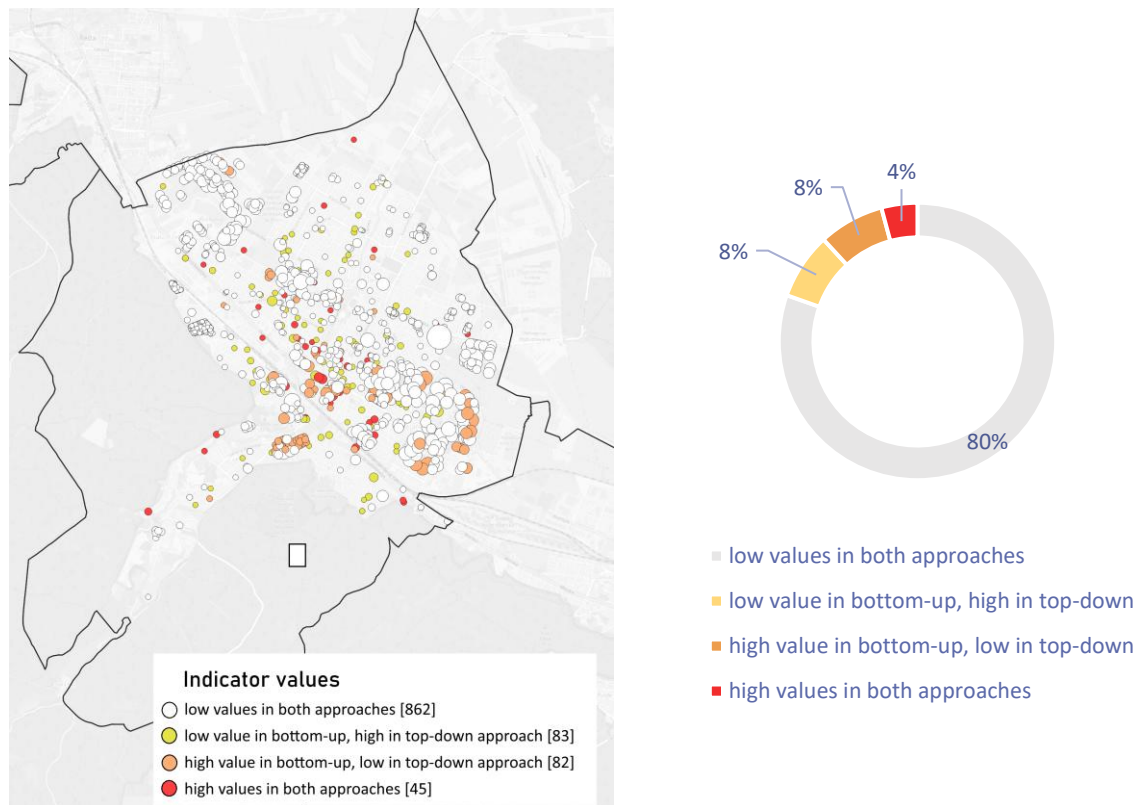 Indicator values
low values in both approaches [862]
low value in bottom-up, high in top-down approach [83]
high value in bottom-up, low in top-down approach [82]
high values in both approaches [45]
8%
4%
8%
80%
low values in both approaches
low value in bottom-up, high in top-down
high value in bottom-up, low in top-down
high values in both approaches